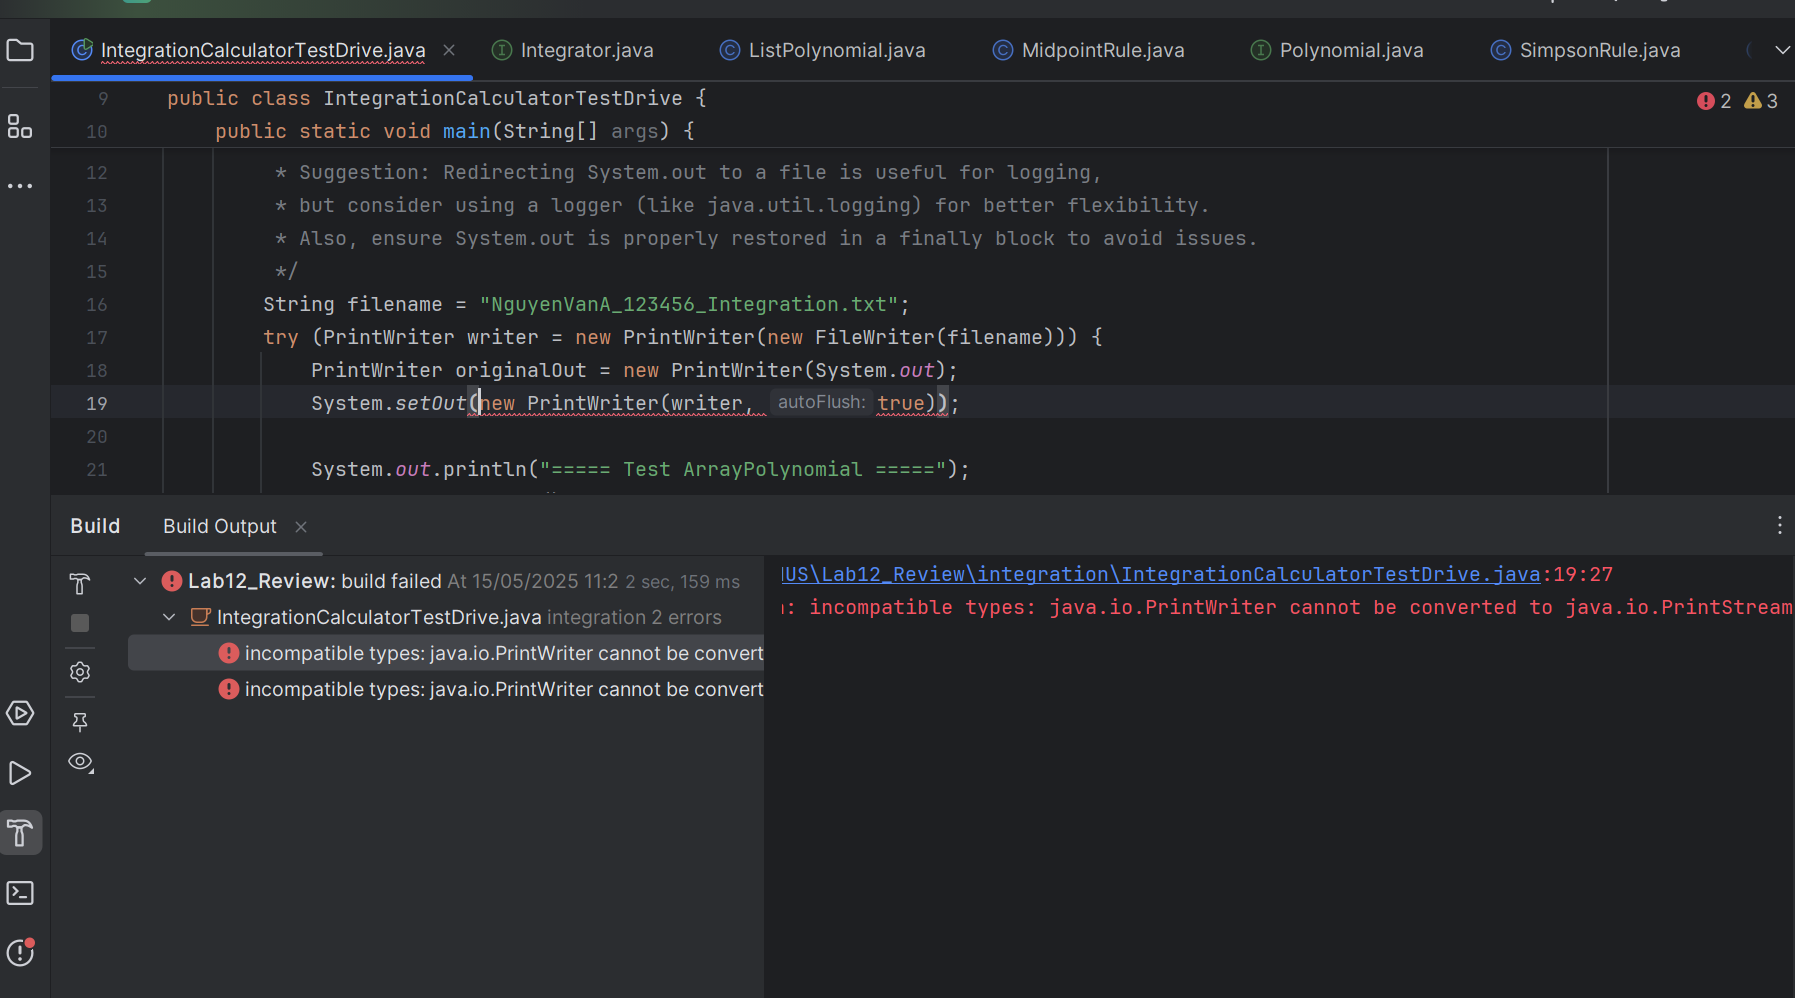 IntegrationCalculatorTestDrive.java Integrator.java ListPolynomial.java MidpointRule.java Polynomial.java SimpsonRule.java
9 public class IntegrationCalculatorTestDrive { 2 3
10 public static void main(String[] args) {
12 * Suggestion: Redirecting System.out to a file is useful for logging,
13 * but consider using a logger (like java.util.logging) for better flexibility.
14 * Also, ensure System.out is properly restored in a finally block to avoid issues.
15 */
16 String filename = "NguyenVanA_123456_Integration.txt";
17 try (PrintWriter writer = new PrintWriter(new FileWriter(filename))) {
18 PrintWriter originalOut = new PrintWriter(System.out);
19 System.setOut(new PrintWriter(writer, autoFlush: true));
20
21 System.out.println("===== Test ArrayPolynomial =====");
Build Build Output
Lab12_Review: build failed At 15/05/2025 11:2 2 sec, 159 ms
IntegrationCalculatorTestDrive.java integration 2 errors
incompatible types: java.io.PrintWriter cannot be convert
incompatible types: java.io.PrintWriter cannot be convert
US\Lab12_Review\integration\IntegrationCalculatorTestDrive.java:19:27
: incompatible types: java.io.PrintWriter cannot be converted to java.io.PrintStream